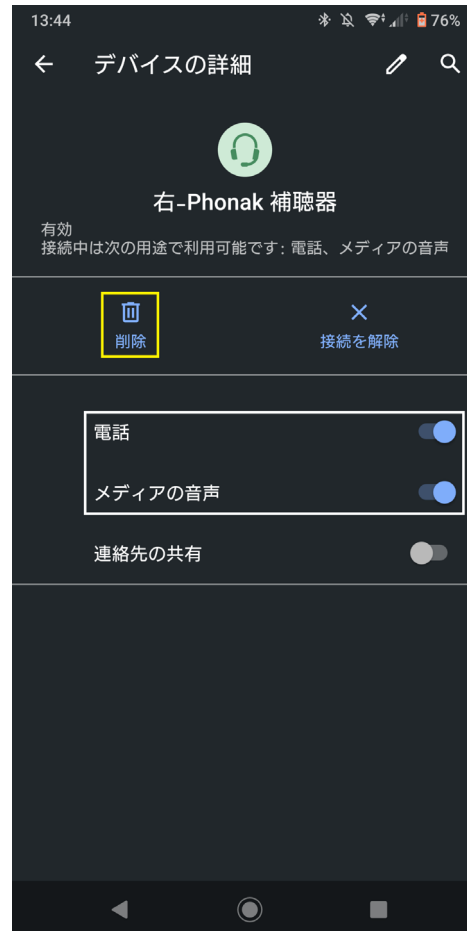 13:44
76%
デバイスの詳細
右-Phonak 補聴器
有効
接続中は次の用途で利用可能です: 電話、メディアの音声
削除
接続を解除
電話
メディアの音声
連絡先の共有